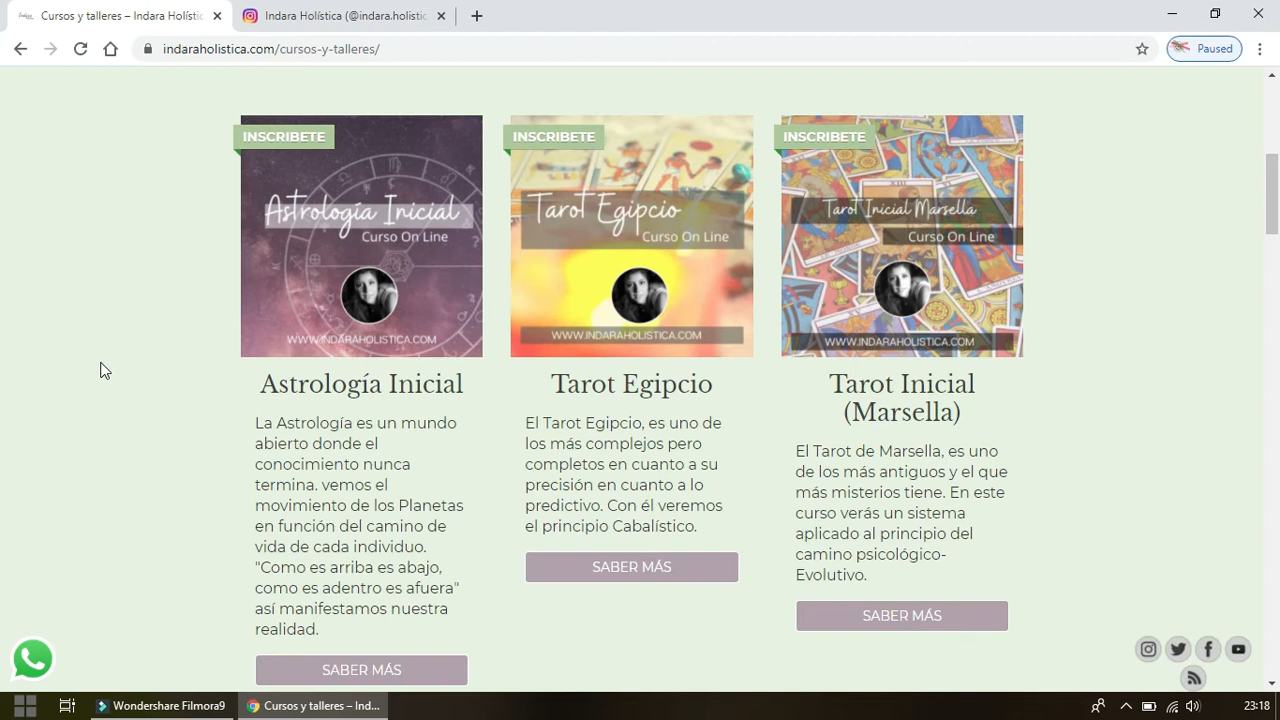 Cursos y talleres – Indara Holístic
Indara Holística (@indara.holistic
indaraholistica.com/cursos-y-talleres/
Paused
INSCRIBETE
Astrología Inicial
Curso On Line
WWW.INDARAHOLISTICA.COM
INSCRIBETE
Tarot Egipcio
Curso On Line
WWW.INDARAHOLISTICA.COM
INSCRIBETE
Tarot Inicial Marsella
Curso On Line
WWW.INDARAHOLISTICA.COM
Astrología Inicial
La Astrología es un mundo
abierto donde el
conocimiento nunca
termina. vemos el
movimiento de los Planetas
en función del camino de
vida de cada individuo.
"Como es arriba es abajo,
como es adentro es afuera"
así manifestamos nuestra
realidad.
SABER MÁS
Tarot Egipcio
El Tarot Egipcio, es uno de
los más complejos pero
completos en cuanto a su
precisión en cuanto a lo
predictivo. Con él veremos
el principio Cabalístico.
SABER MÁS
Tarot Inicial
(Marsella)
El Tarot de Marsella, es uno
de los más antiguos y el que
más misterios tiene. En este
curso verás un sistema
aplicado al principio del
camino psicológico-
Evolutivo.
SABER MÁS
Wondershare Filmora9
Cursos y talleres – Ind...
23:18